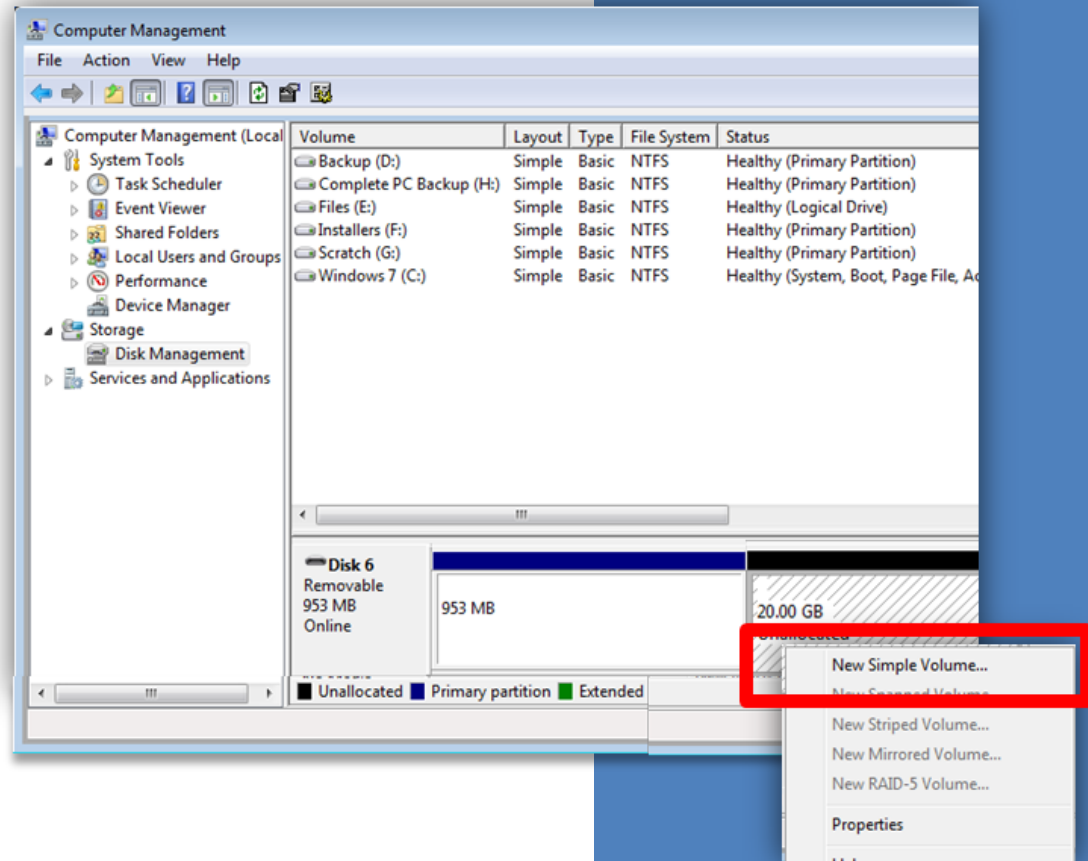 Computer Management
File Action View Help
Computer Management (Local
System Tools
Task Scheduler
Event Viewer
Shared Folders
Local Users and Groups
Performance
Device Manager
Storage
Disk Management
Services and Applications
Volume Layout Type File System Status
Backup (D:) Simple Basic NTFS Healthy (Primary Partition)
Complete PC Backup (H:) Simple Basic NTFS Healthy (Primary Partition)
Files (E:) Simple Basic NTFS Healthy (Logical Drive)
Installers (F:) Simple Basic NTFS Healthy (Primary Partition)
Scratch (G:) Simple Basic NTFS Healthy (Primary Partition)
Windows 7 (C:) Simple Basic NTFS Healthy (System, Boot, Page File, Ac
Disk 6
Removable
953 MB
Online
953 MB
20.00 GB
Unallocated
Unallocated Primary partition Extended
New Simple Volume...
New Spanned Volume...
New Striped Volume...
New Mirrored Volume...
New RAID-5 Volume...
Properties